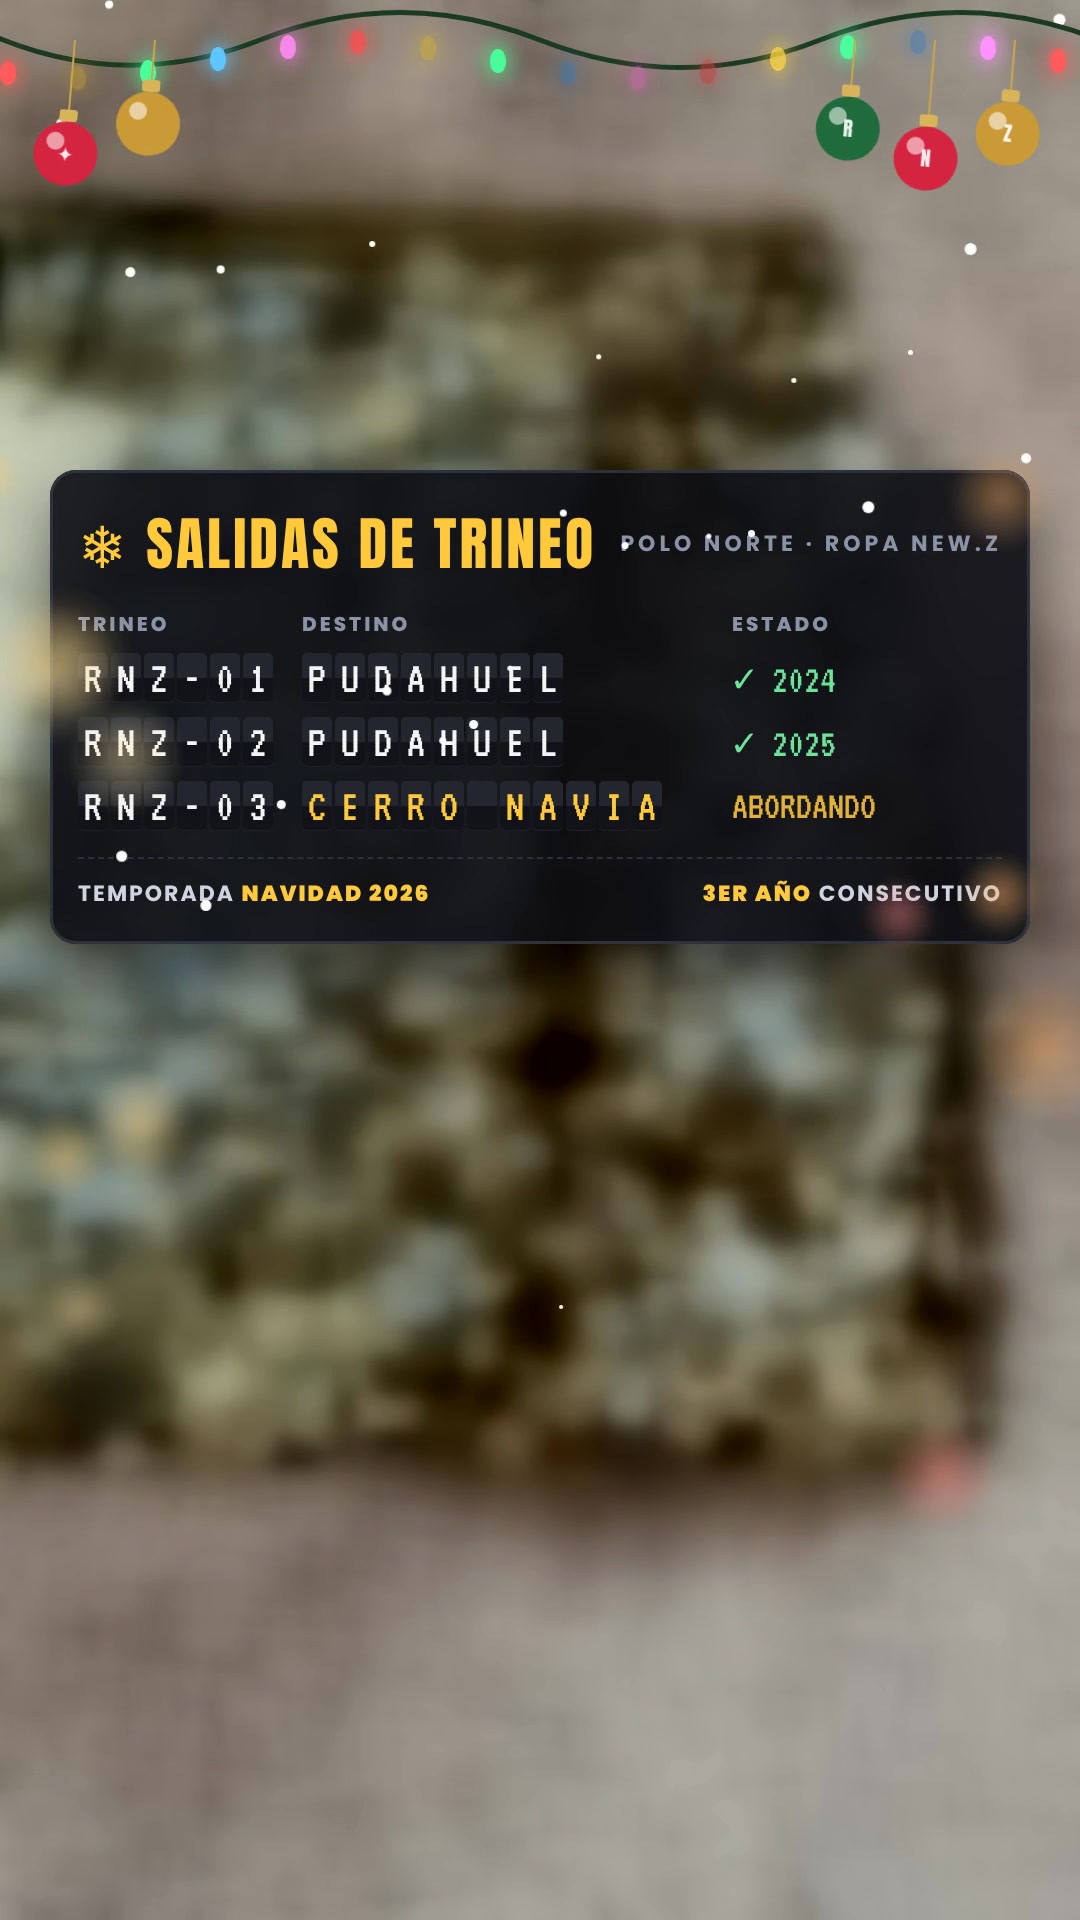 R N Z
❄ SALIDAS DE TRINEO POLO NORTE · ROPA NEW.Z
TRINEO DESTINO ESTADO
RNZ-01 PUDAHUEL ✓ 2024
RNZ-02 PUDAHUEL ✓ 2025
RNZ-03 CERRO NAVIA ABORDANDO
TEMPORADA NAVIDAD 2026 3ER AÑO CONSECUTIVO